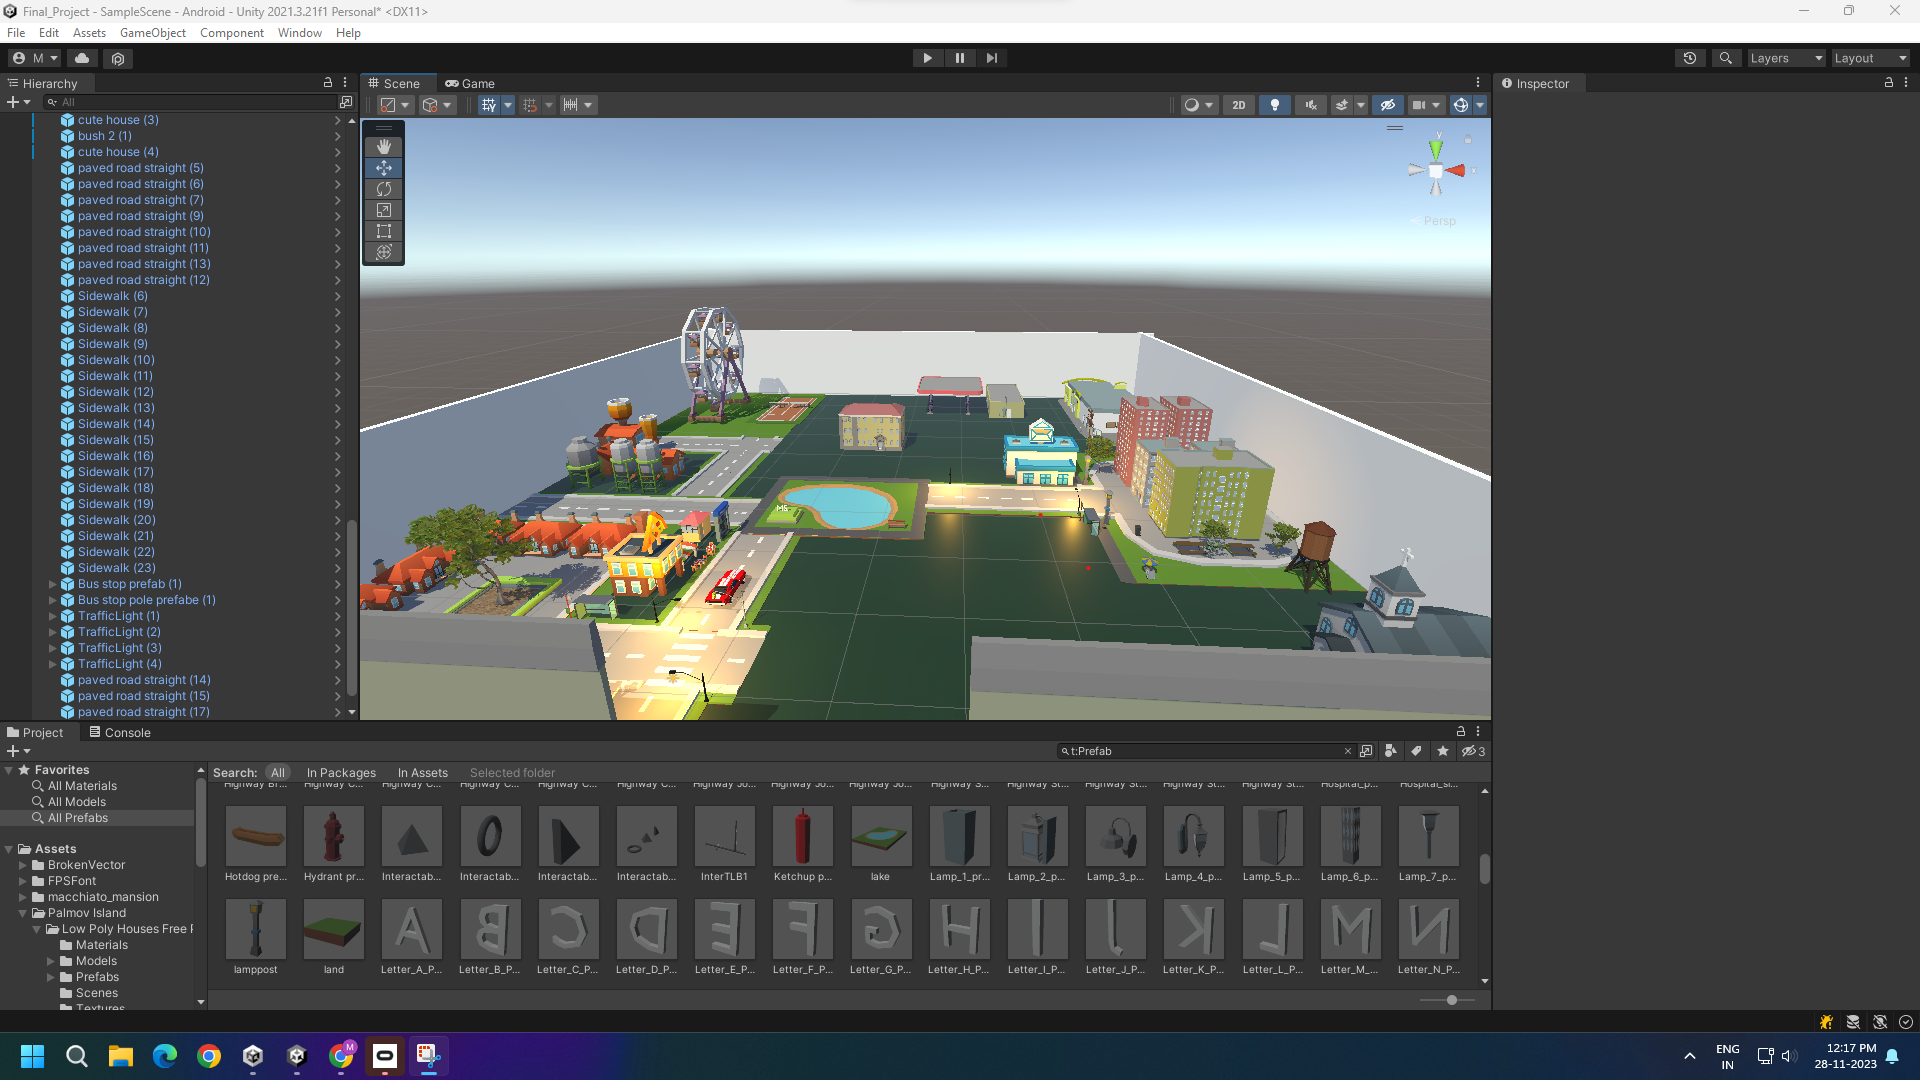 Final_Project - SampleScene - Android - Unity 2021.3.21f1 Personal* <DX11>
File Edit Assets GameObject Component Window Help
M
Layers
Layout
Hierarchy
Scene
Game
Inspector
All
2D
cute house (3)
bush 2 (1)
cute house (4)
paved road straight (5)
paved road straight (6)
paved road straight (7)
paved road straight (9)
paved road straight (10)
paved road straight (11)
paved road straight (13)
paved road straight (12)
Sidewalk (6)
Sidewalk (7)
Sidewalk (8)
Sidewalk (9)
Sidewalk (10)
Sidewalk (11)
Sidewalk (12)
Sidewalk (13)
Sidewalk (14)
Sidewalk (15)
Sidewalk (16)
Sidewalk (17)
Sidewalk (18)
Sidewalk (19)
Sidewalk (20)
Sidewalk (21)
Sidewalk (22)
Sidewalk (23)
Bus stop prefab (1)
Bus stop pole prefabe (1)
TrafficLight (1)
TrafficLight (2)
TrafficLight (3)
TrafficLight (4)
paved road straight (14)
paved road straight (15)
paved road straight (17)
y
x
Persp
MS
Project
Console
t:Prefab
3
Favorites
All Materials
All Models
All Prefabs
Assets
BrokenVector
FPSFont
macchiato_mansion
Palmov Island
Low Poly Houses Free
Materials
Models
Prefabs
Scenes
Textures
Search: All In Packages In Assets Selected folder
Highway Br... Highway C... Highway C... Highway C... Highway C... Highway C... Highway Jo... Highway Jo... Highway Jo... Highway S... Highway St... Highway St... Highway St... Highway St... Hospital_p... Hospital_si...
Hotdog pre... Hydrant pr... Interactab... Interactab... Interactab... Interactab... InterTLB1 Ketchup p... lake Lamp_1_pr... Lamp_2_p... Lamp_3_p... Lamp_4_p... Lamp_5_p... Lamp_6_p... Lamp_7_p...
lamppost land Letter_A_P... Letter_B_P... Letter_C_P... Letter_D_P... Letter_E_P... Letter_F_P... Letter_G_P... Letter_H_P... Letter_I_P... Letter_J_P... Letter_K_P... Letter_L_P... Letter_M_... Letter_N_P...
M
ENG
IN
12:17 PM
28-11-2023